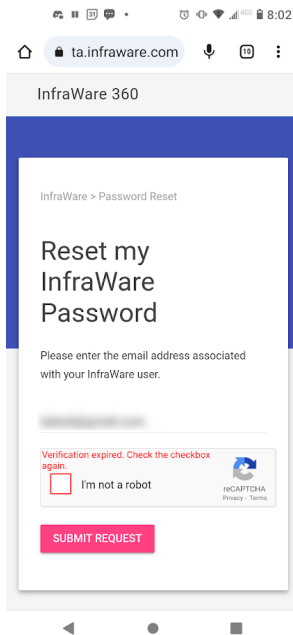 31
4GE
8:02
ta.infraware.com
10
InfraWare 360
InfraWare > Password Reset
Reset my
InfraWare
Password
Please enter the email address associated
with your InfraWare user.
Verification expired. Check the checkbox
again.
I'm not a robot
reCAPTCHA
Privacy - Terms
SUBMIT REQUEST